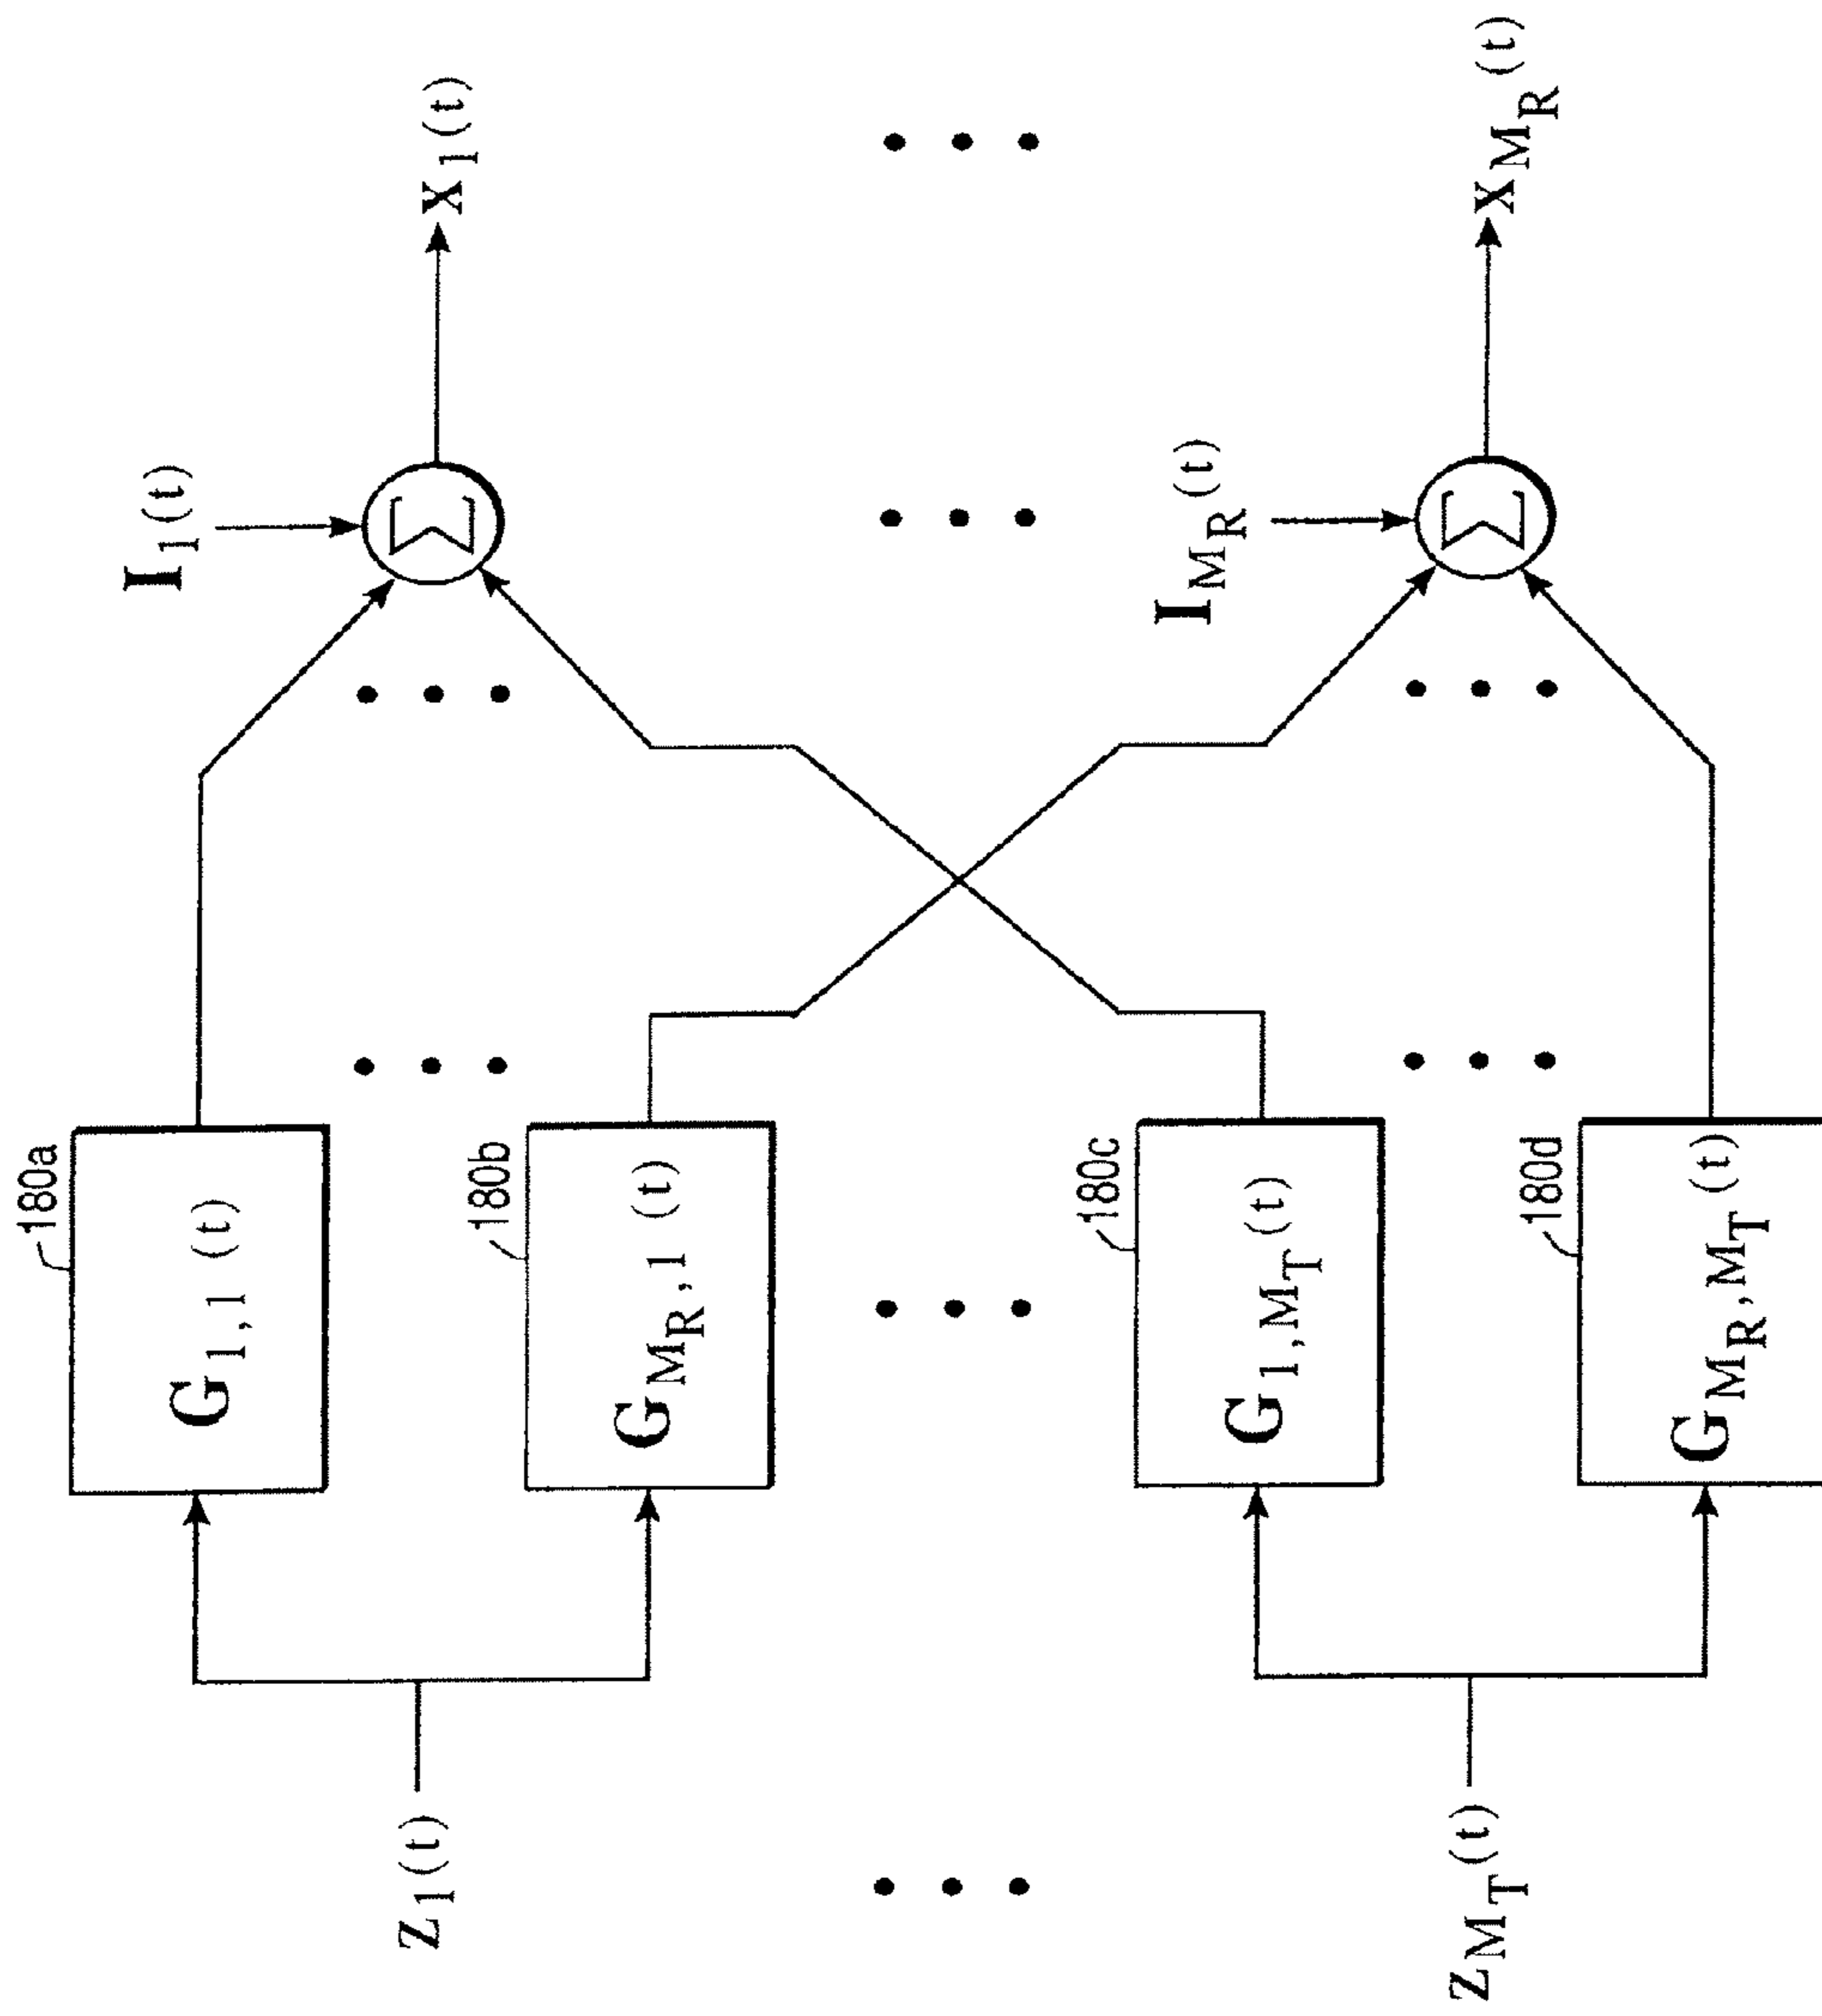 180a
G1,1(t)
180b
GMR,1(t)
180c
G1,MT(t)
180d
GMR,MT(t)
Z1(t)
ZMT(t)
I1(t)
Σ
X1(t)
IMR(t)
Σ
XMR(t)